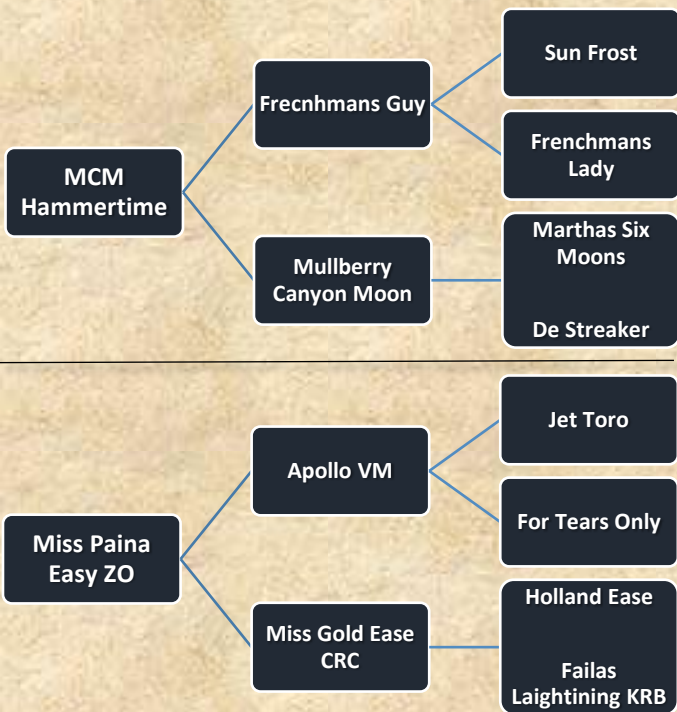 MCM
Hammertime
Frecnhmans Guy
Sun Frost
Frenchmans
Lady
Mullberry
Canyon Moon
Marthas Six
Moons
De Streaker
Miss Paina
Easy ZO
Apollo VM
Jet Toro
For Tears Only
Miss Gold Ease
CRC
Holland Ease
Failas
Laightining KRB